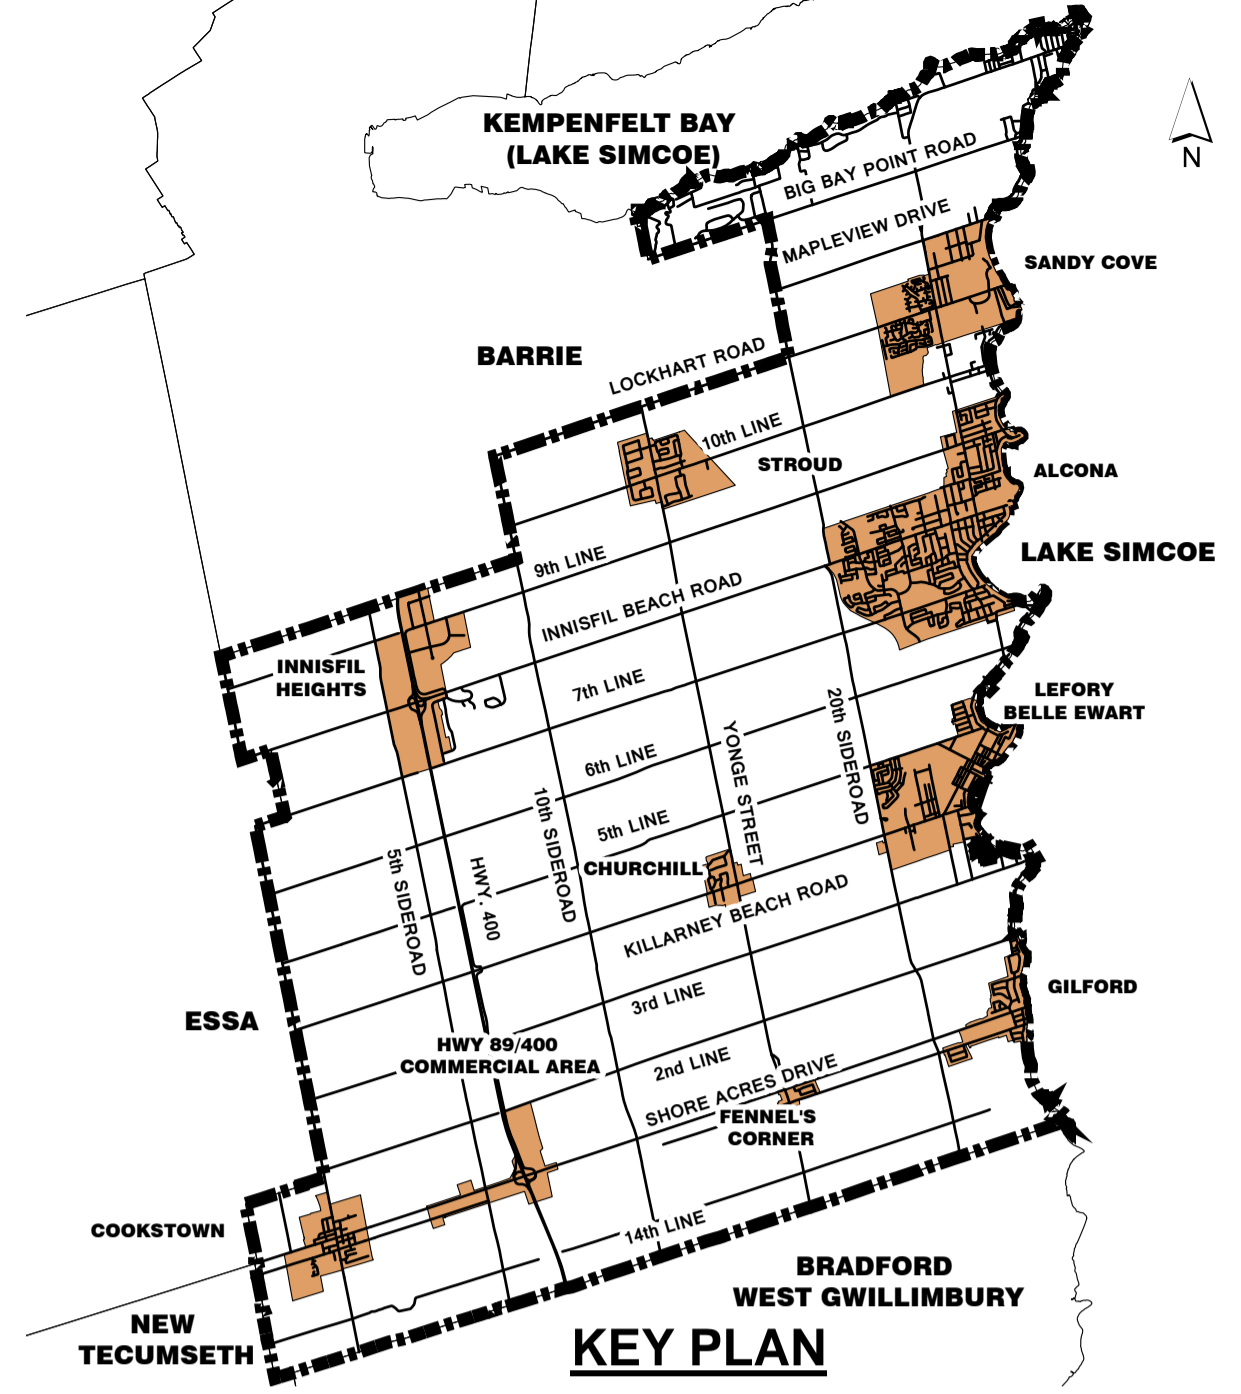 KEMPENFELT BAY
(LAKE SIMCOE)
N
BIG BAY POINT ROAD
MAPLEVIEW DRIVE
SANDY COVE
BARRIE
LOCKHART ROAD
10th LINE
STROUD
ALCONA
LAKE SIMCOE
9th LINE
INNISFIL BEACH ROAD
INNISFIL
HEIGHTS
7th LINE
LEFORY
BELLE EWART
20th SIDEROAD
YONGE STREET
6th LINE
10th SIDEROAD
5th LINE
CHURCHILL
5th SIDEROAD
HWY. 400
KILLARNEY BEACH ROAD
3rd LINE
GILFORD
ESSA
HWY 89/400
COMMERCIAL AREA
2nd LINE
SHORE ACRES DRIVE
FENNEL'S
CORNER
COOKSTOWN
14th LINE
BRADFORD
WEST GWILLIMBURY
NEW
TECUMSETH
KEY PLAN